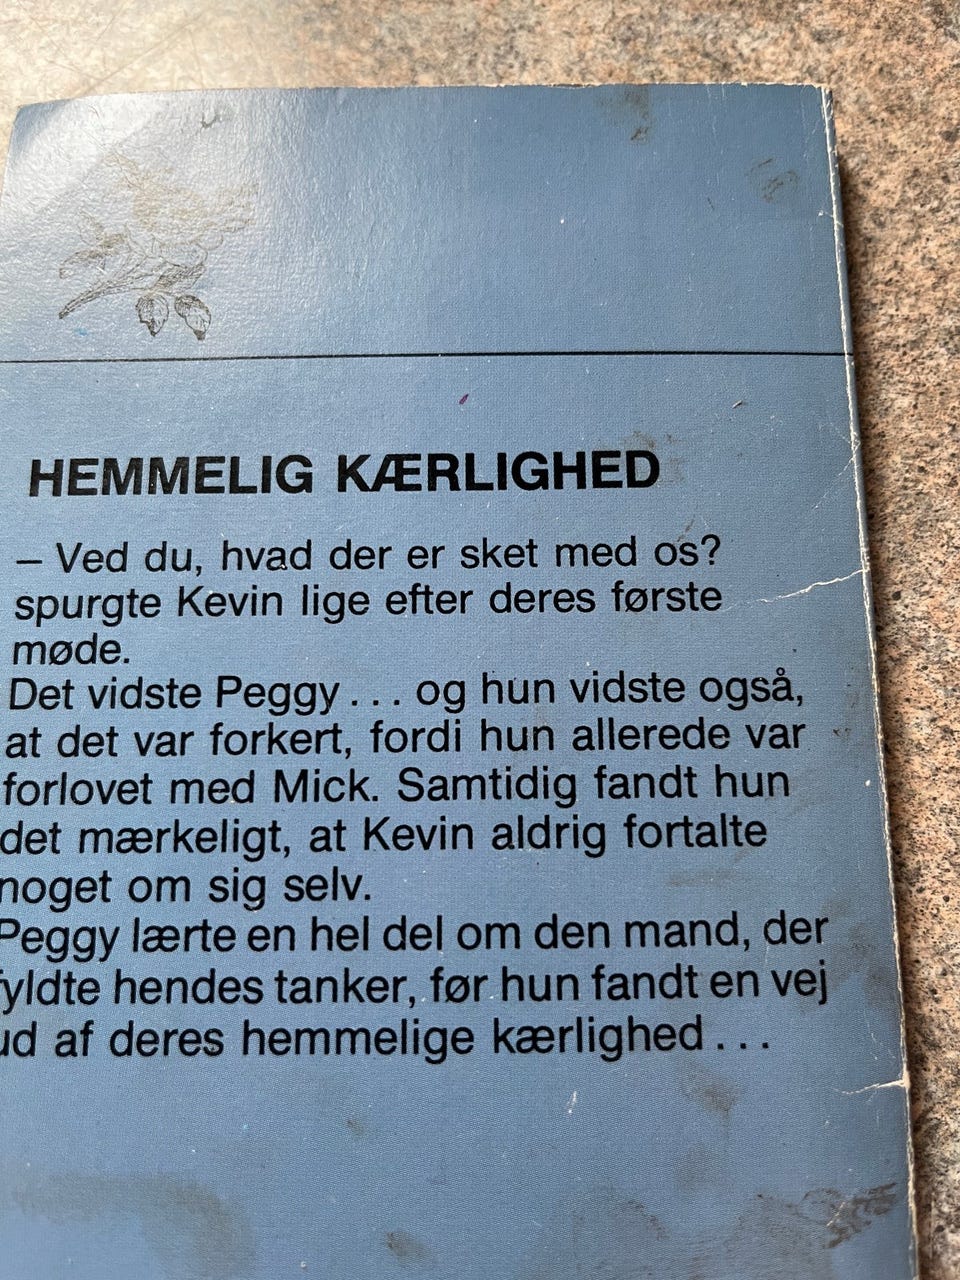 HEMMELIG KÆRLIGHED
– Ved du, hvad der er sket med os?
spurgte Kevin lige efter deres første
møde.
Det vidste Peggy . . . og hun vidste også,
at det var forkert, fordi hun allerede var
forlovet med Mick. Samtidig fandt hun
det mærkeligt, at Kevin aldrig fortalte
noget om sig selv.
Peggy lærte en hel del om den mand, der
fyldte hendes tanker, før hun fandt en vej
ud af deres hemmelige kærlighed . . .